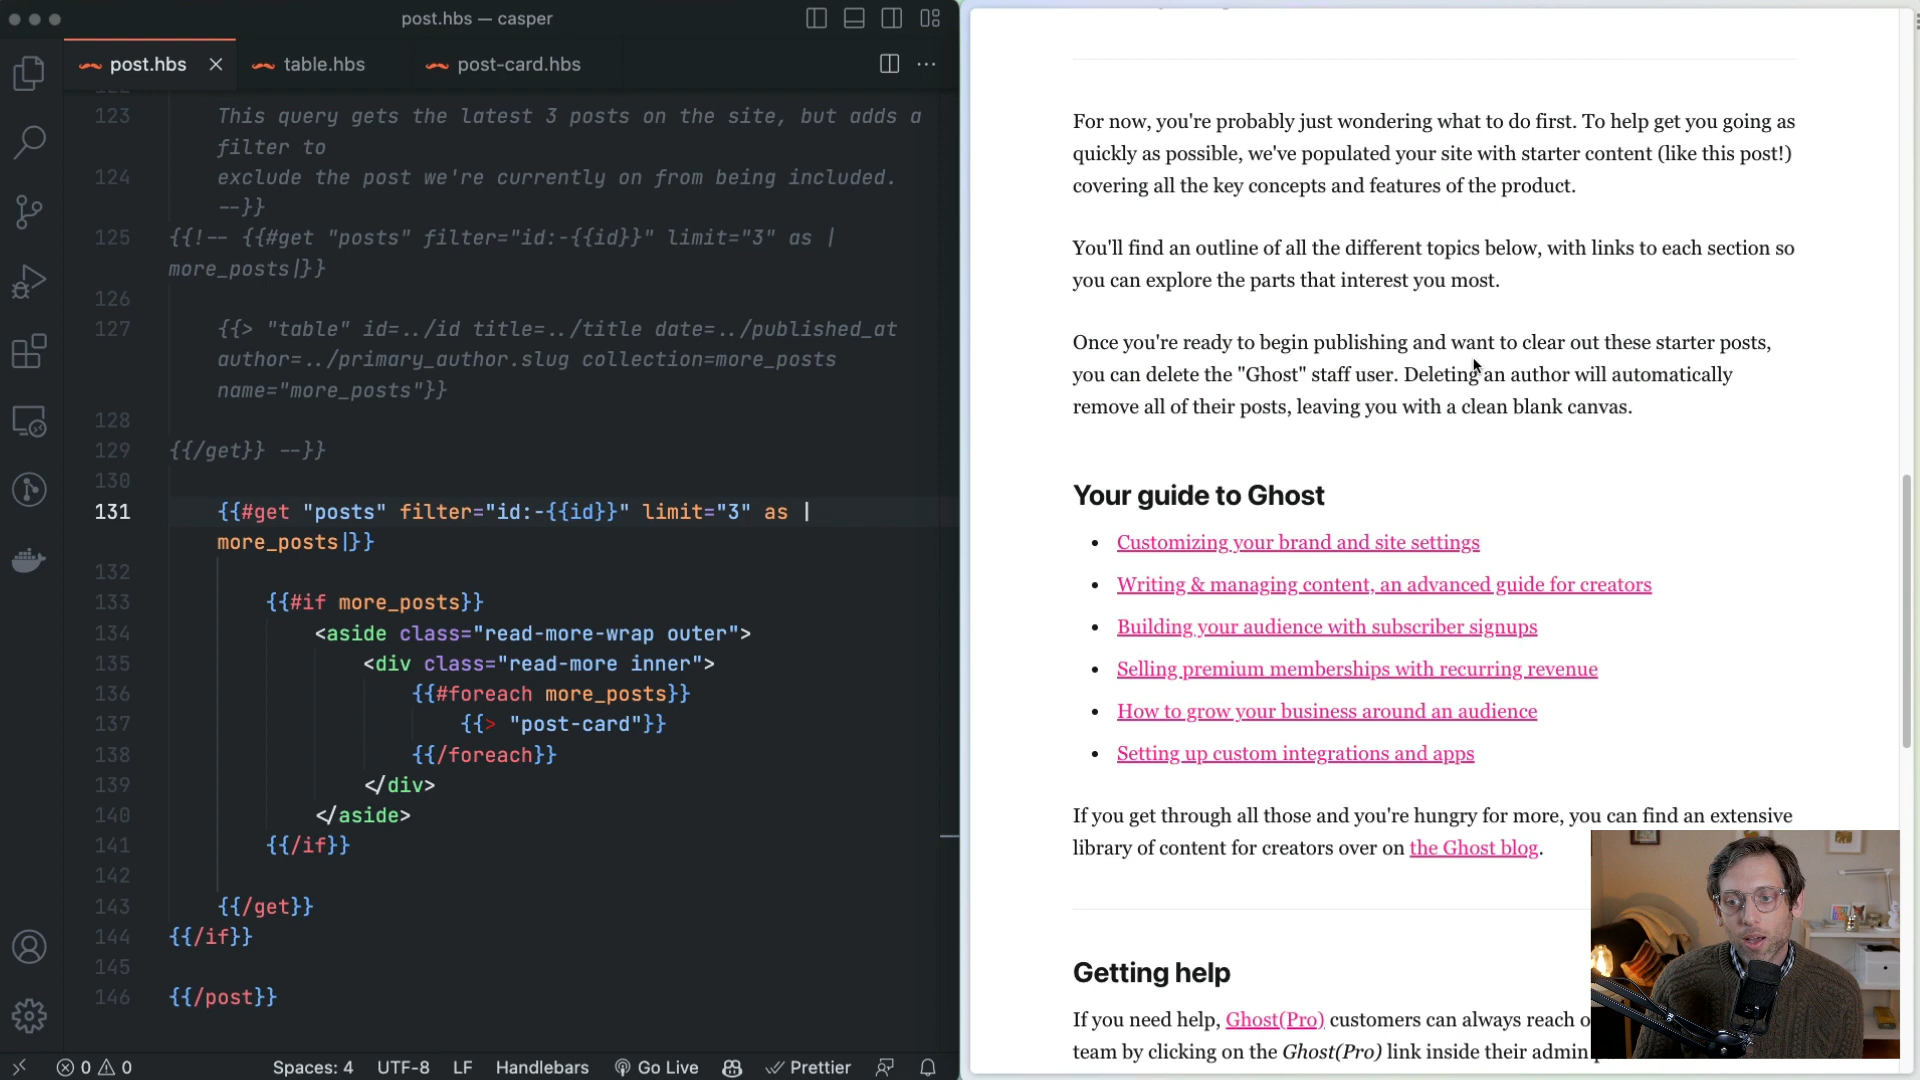 post.hbs — casper
post.hbs
table.hbs
post-card.hbs
123 This query gets the latest 3 posts on the site, but adds a
filter to
124 exclude the post we're currently on from being included.
--}}
125 {{!-- {{#get "posts" filter="id:-{{id}}" limit="3" as |
more_posts|}}
126
127 {{> "table" id=../id title=../title date=../published_at
author=../primary_author.slug collection=more_posts
name="more_posts"}}
128
129 {{/get}} --}}
130
131 {{#get "posts" filter="id:-{{id}}" limit="3" as |
more_posts|}}
132
133 {{#if more_posts}}
134 <aside class="read-more-wrap outer">
135 <div class="read-more inner">
136 {{#foreach more_posts}}
137 {{> "post-card"}}
138 {{/foreach}}
139 </div>
140 </aside>
141 {{/if}}
142
143 {{/get}}
144 {{/if}}
145
146 {{/post}}
0 0 Spaces: 4 UTF-8 LF Handlebars Go Live Prettier
For now, you're probably just wondering what to do first. To help get you going as
quickly as possible, we've populated your site with starter content (like this post!)
covering all the key concepts and features of the product.
You'll find an outline of all the different topics below, with links to each section so
you can explore the parts that interest you most.
Once you're ready to begin publishing and want to clear out these starter posts,
you can delete the "Ghost" staff user. Deleting an author will automatically
remove all of their posts, leaving you with a clean blank canvas.
Your guide to Ghost
• Customizing your brand and site settings
• Writing & managing content, an advanced guide for creators
• Building your audience with subscriber signups
• Selling premium memberships with recurring revenue
• How to grow your business around an audience
• Setting up custom integrations and apps
If you get through all those and you're hungry for more, you can find an extensive
library of content for creators over on the Ghost blog.
Getting help
If you need help, Ghost(Pro) customers can always reach
team by clicking on the Ghost(Pro) link inside their admin